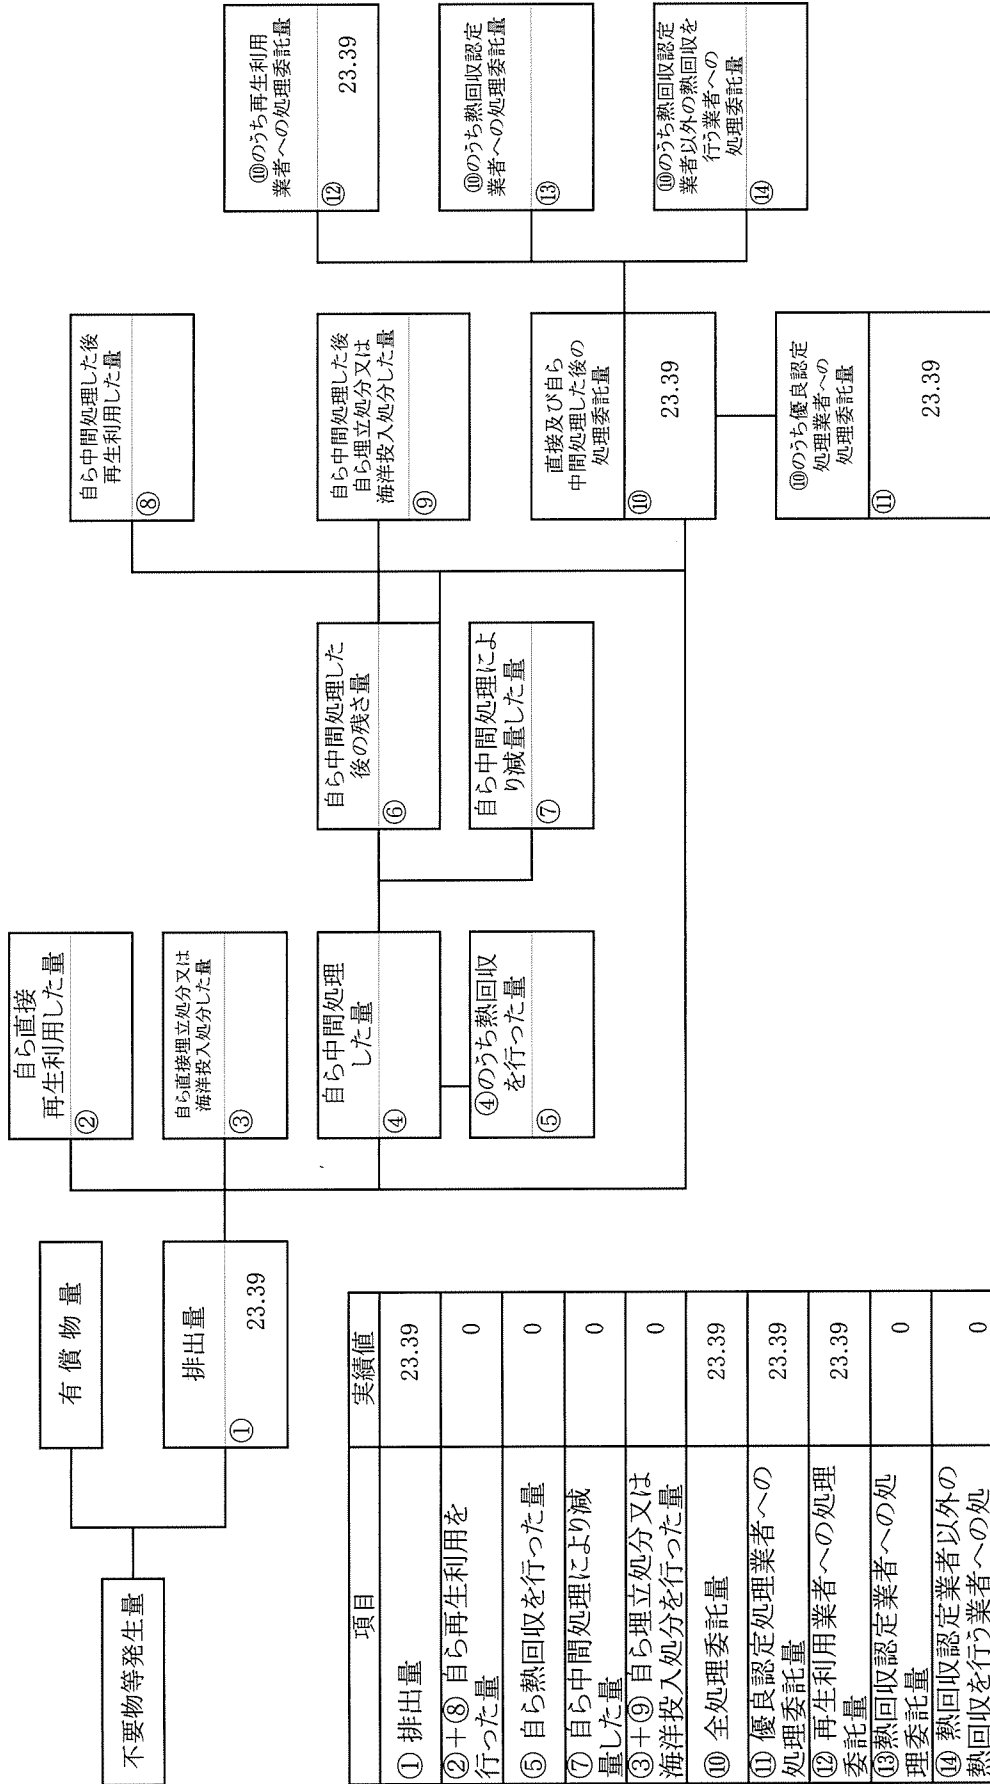 不要物等発生量
有償物量
排出量
①
23.39
自ら直接
再生利用した量
②
自ら直接埋立処分又は
海洋投入処分した量
③
自ら中間処理
した量
④
④のうち熱回収
を行った量
⑤
自ら中間処理した
後の残さ量
⑥
自ら中間処理によ
り減量した量
⑦
自ら中間処理した後
再生利用した量
⑧
自ら中間処理した後
自ら埋立処分又は
海洋投入処分した量
⑨
直接及び自ら
中間処理した後の
処理委託量
⑩
23.39
⑩のうち優良認定
処理業者への
処理委託量
⑪
23.39
⑩のうち再生利用
業者への処理委託量
⑫
23.39
⑩のうち熱回収認定
業者への処理委託量
⑬
⑩のうち熱回収認定
業者以外の熱回収を
行う業者への
処理委託量
⑭
項目 実績値
① 排出量 23.39
②+⑧ 自ら再生利用を
行った量 0
⑤ 自ら熱回収を行った量 0
⑦ 自ら中間処理により減
量した量 0
③+⑨ 自ら埋立処分又は
海洋投入処分を行った量 0
⑩ 全処理委託量 23.39
⑪ 優良認定処理業者への
処理委託量 23.39
⑫ 再生利用業者への処理
委託量 23.39
⑬熱回収認定業者への処
理委託量 0
⑭ 熱回収認定業者以外の
熱回収を行う業者への処 0